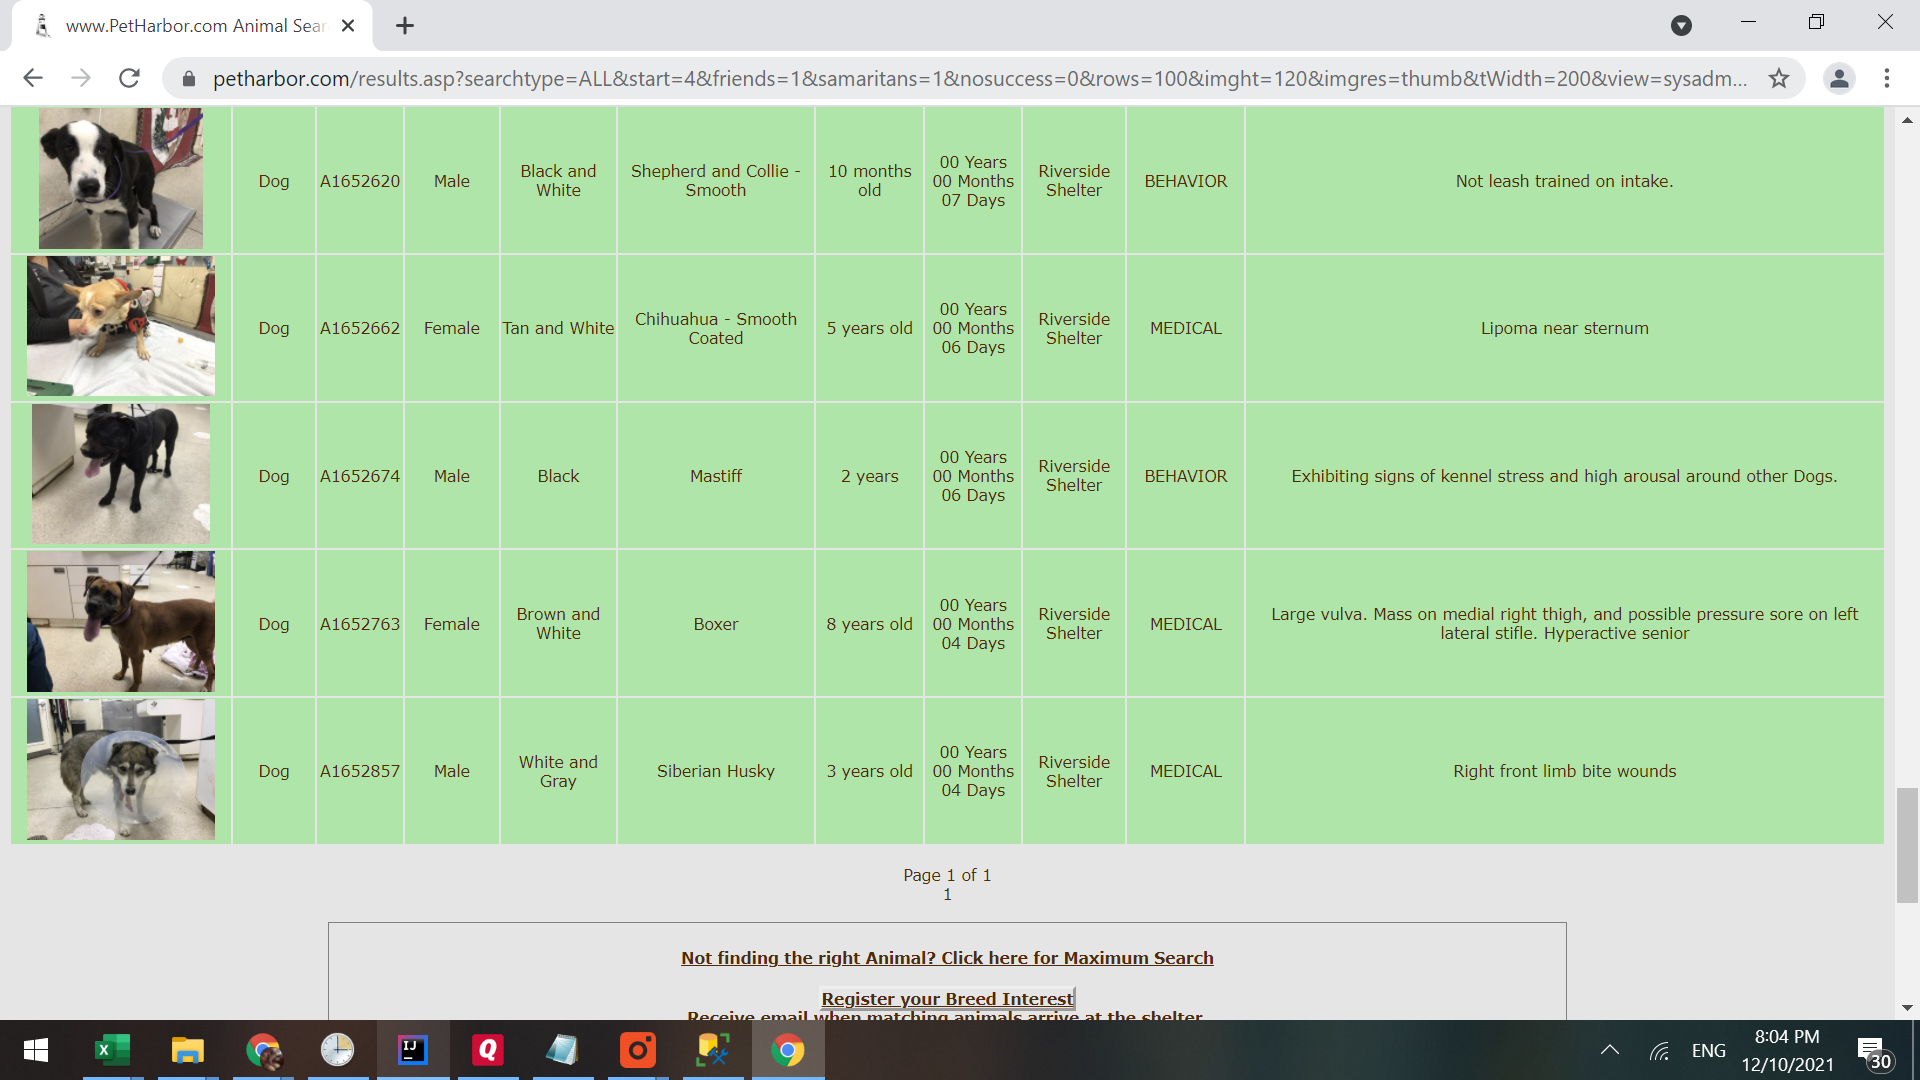 www.PetHarbor.com Animal Sear
petharbor.com/results.asp?searchtype=ALL&start=4&friends=1&samaritans=1&nosuccess=0&rows=100&imght=120&imgres=thumb&tWidth=200&view=sysadm...
Dog
A1652620
Male
Black and
White
Shepherd and Collie -
Smooth
10 months
old
00 Years
00 Months
07 Days
Riverside
Shelter
BEHAVIOR
Not leash trained on intake.
Dog
A1652662
Female
Tan and White
Chihuahua - Smooth
Coated
5 years old
00 Years
00 Months
06 Days
Riverside
Shelter
MEDICAL
Lipoma near sternum
Dog
A1652674
Male
Black
Mastiff
2 years
00 Years
00 Months
06 Days
Riverside
Shelter
BEHAVIOR
Exhibiting signs of kennel stress and high arousal around other Dogs.
Dog
A1652763
Female
Brown and
White
Boxer
8 years old
00 Years
00 Months
04 Days
Riverside
Shelter
MEDICAL
Large vulva. Mass on medial right thigh, and possible pressure sore on left
lateral stifle. Hyperactive senior
Dog
A1652857
Male
White and
Gray
Siberian Husky
3 years old
00 Years
00 Months
04 Days
Riverside
Shelter
MEDICAL
Right front limb bite wounds
Page 1 of 1
1
Not finding the right Animal? Click here for Maximum Search
Register your Breed Interest
Receive email when matching animals arrive at the shelter
X
IJ
Q
ENG
8:04 PM
12/10/2021
30